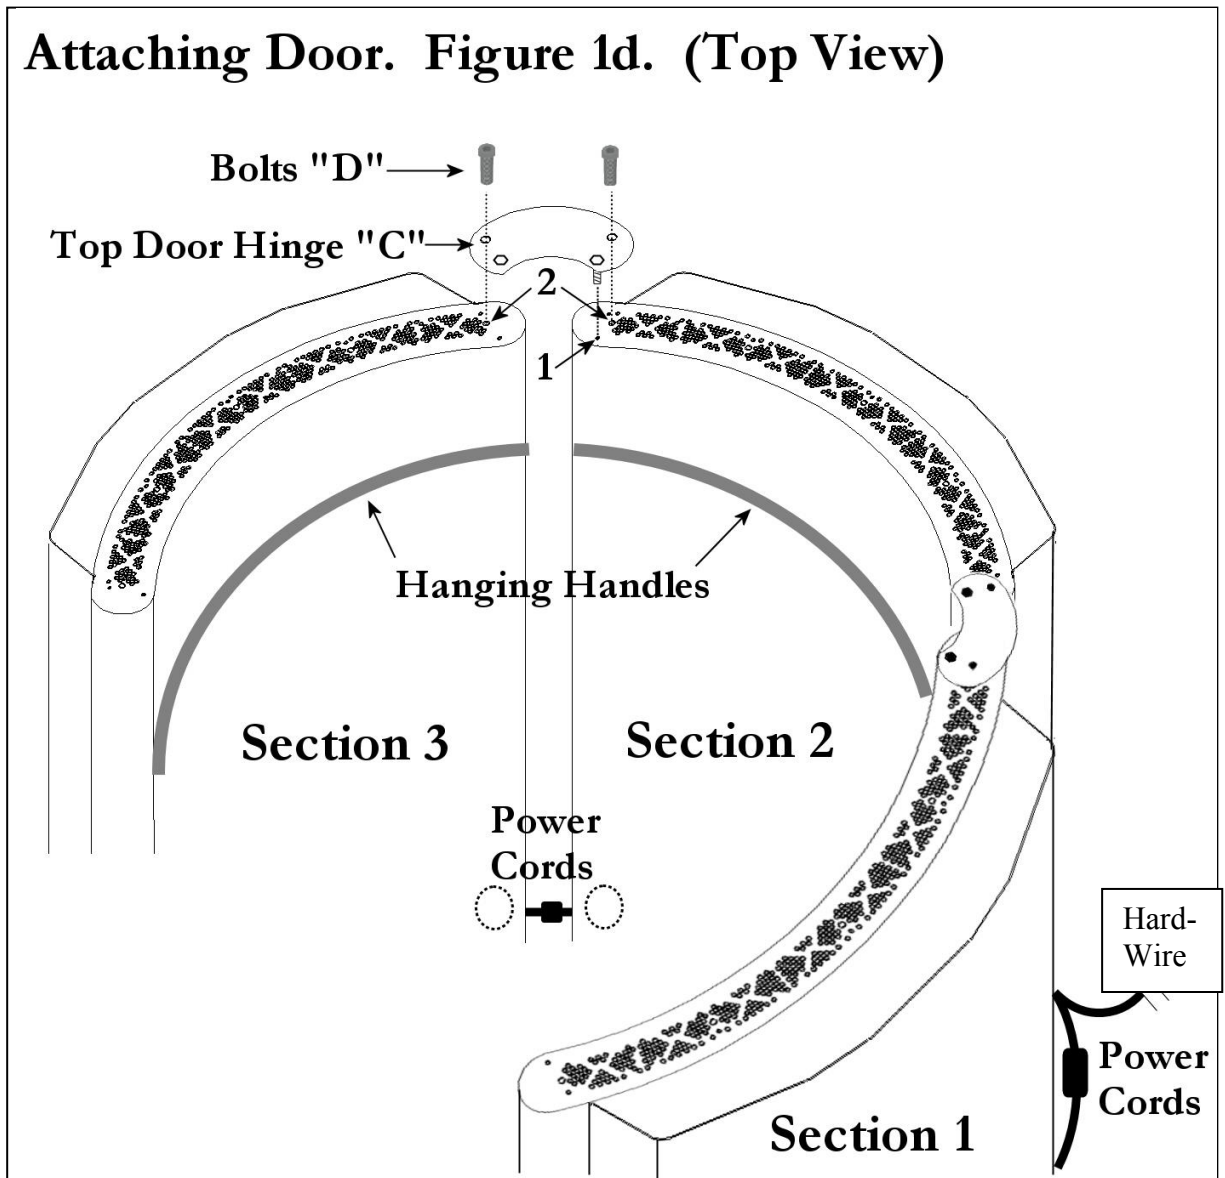 Attaching Door. Figure 1d. (Top View)
Bolts "D"
Top Door Hinge "C"
2
1
Hanging Handles
Section 3
Section 2
Power
Cords
Hard-
Wire
Power
Cords
Section 1